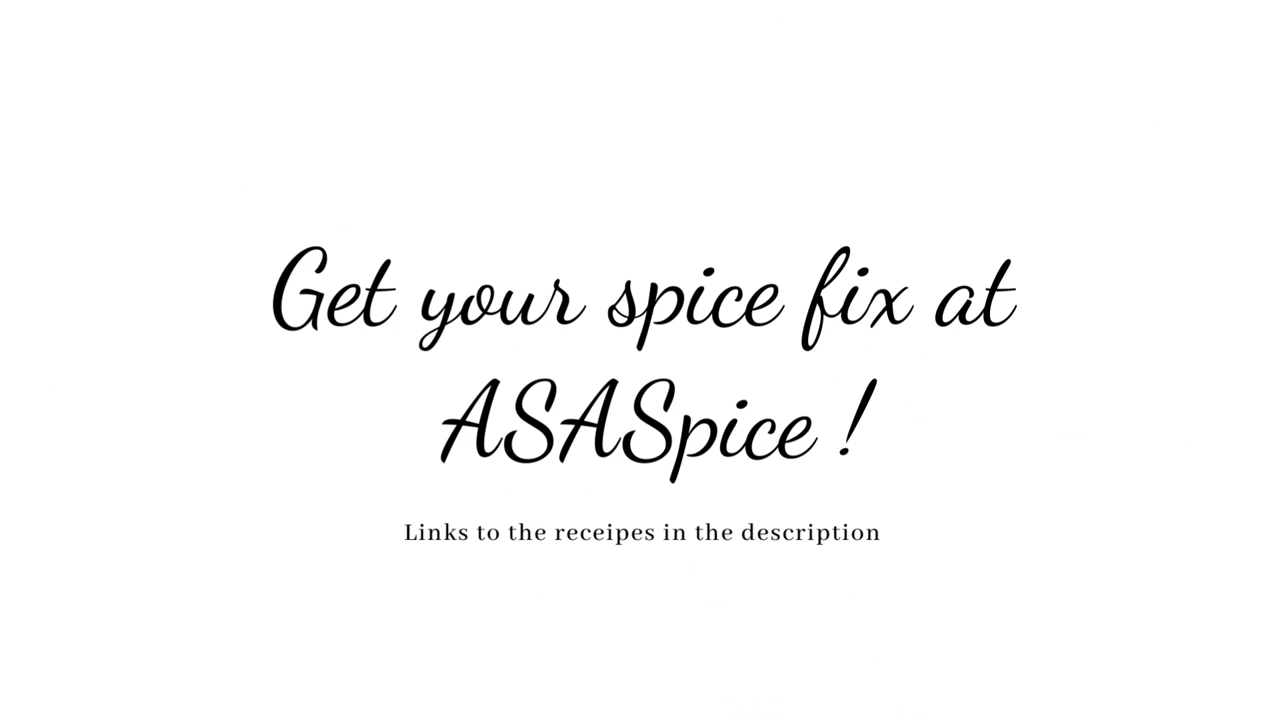 Get your spice fix at
ASASpice !
Links to the receipes in the description